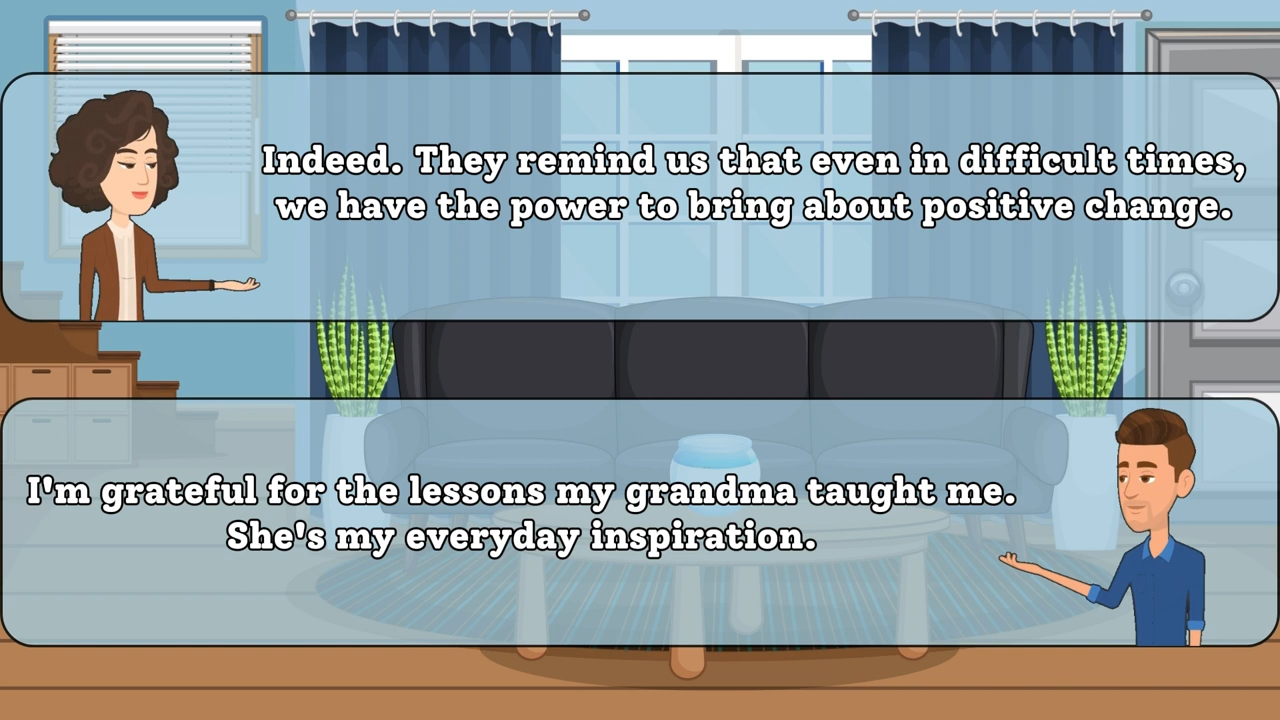 Indeed. They remind us that even in difficult times,
we have the power to bring about positive change.
I'm grateful for the lessons my grandma taught me.
She's my everyday inspiration.